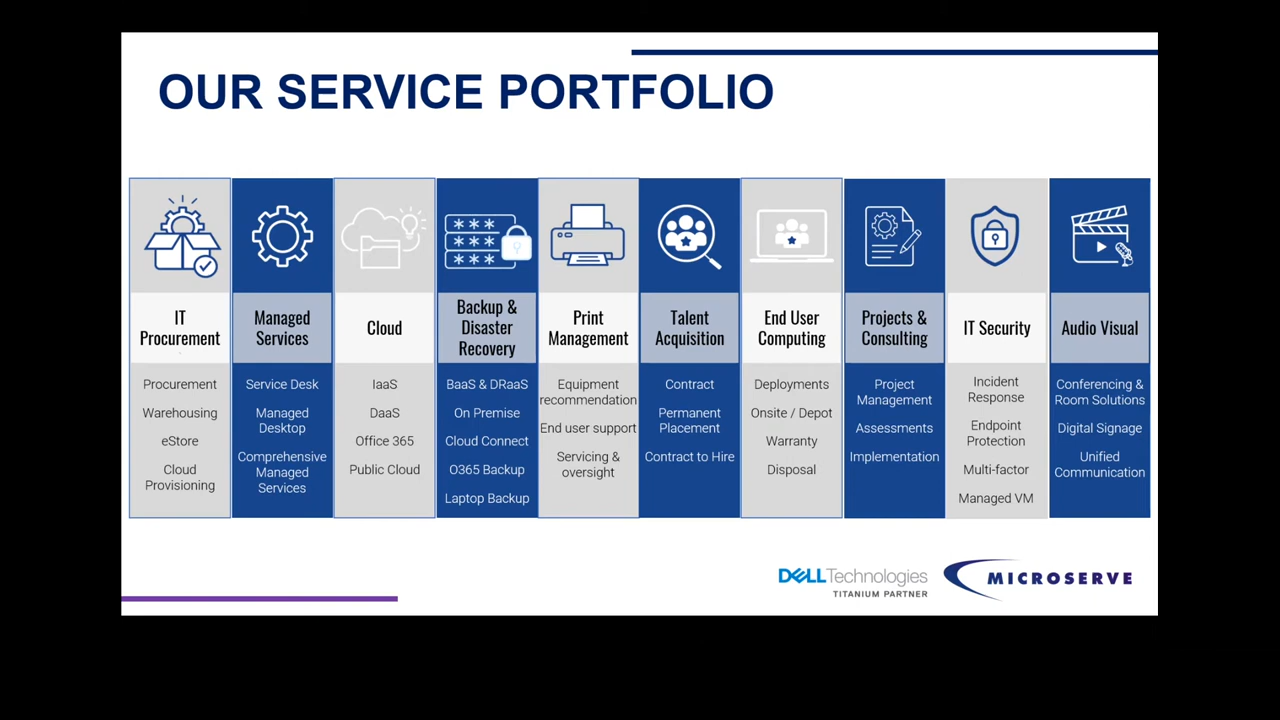 OUR SERVICE PORTFOLIO
IT
Procurement
Procurement
Warehousing
eStore
Cloud
Provisioning
Managed
Services
Service Desk
Managed
Desktop
Comprehensive
Managed
Services
Cloud
IaaS
DaaS
Office 365
Public Cloud
Backup &
Disaster
Recovery
BaaS & DRaaS
On Premise
Cloud Connect
O365 Backup
Laptop Backup
Print
Management
Equipment
recommendation
End user support
Servicing &
oversight
Talent
Acquisition
Contract
Permanent
Placement
Contract to Hire
End User
Computing
Deployments
Onsite / Depot
Warranty
Disposal
Projects &
Consulting
Project
Management
Assessments
Implementation
IT Security
Incident
Response
Endpoint
Protection
Multi-factor
Managed VM
Audio Visual
Conferencing &
Room Solutions
Digital Signage
Unified
Communication
DELLTechnologies
TITANIUM PARTNER
MICROSERVE